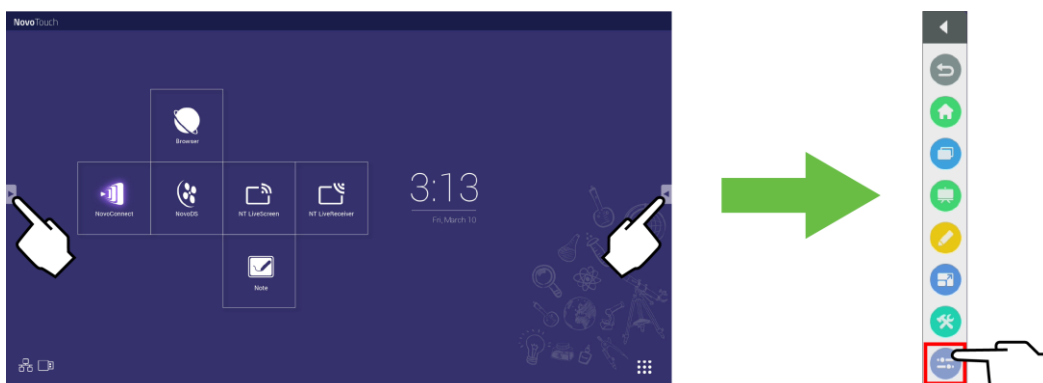 NovoTouch
Browser
NovoConnect
NovoDS
NT LiveScreen
NT LiveReceiver
3:13
Fri, March 10
Note